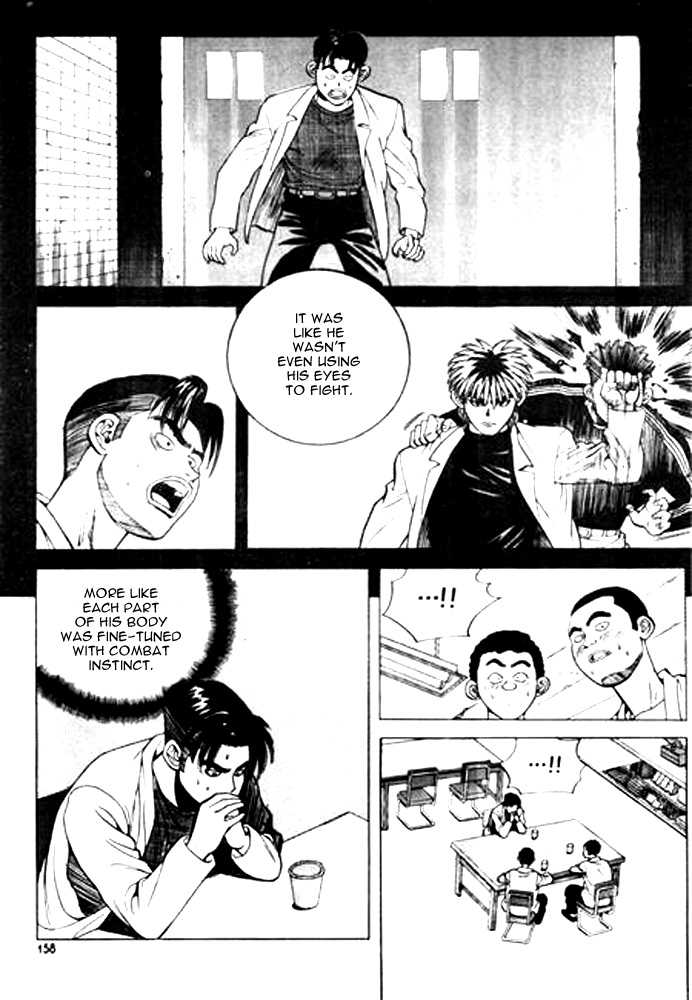 IT WAS
LIKE HE
WASN'T
EVEN USING
HIS EYES
TO FIGHT.
MORE LIKE
EACH PART
OF HIS BODY
WAS FINE-TUNED
WITH COMBAT
INSTINCT.
...!!
...!!
158